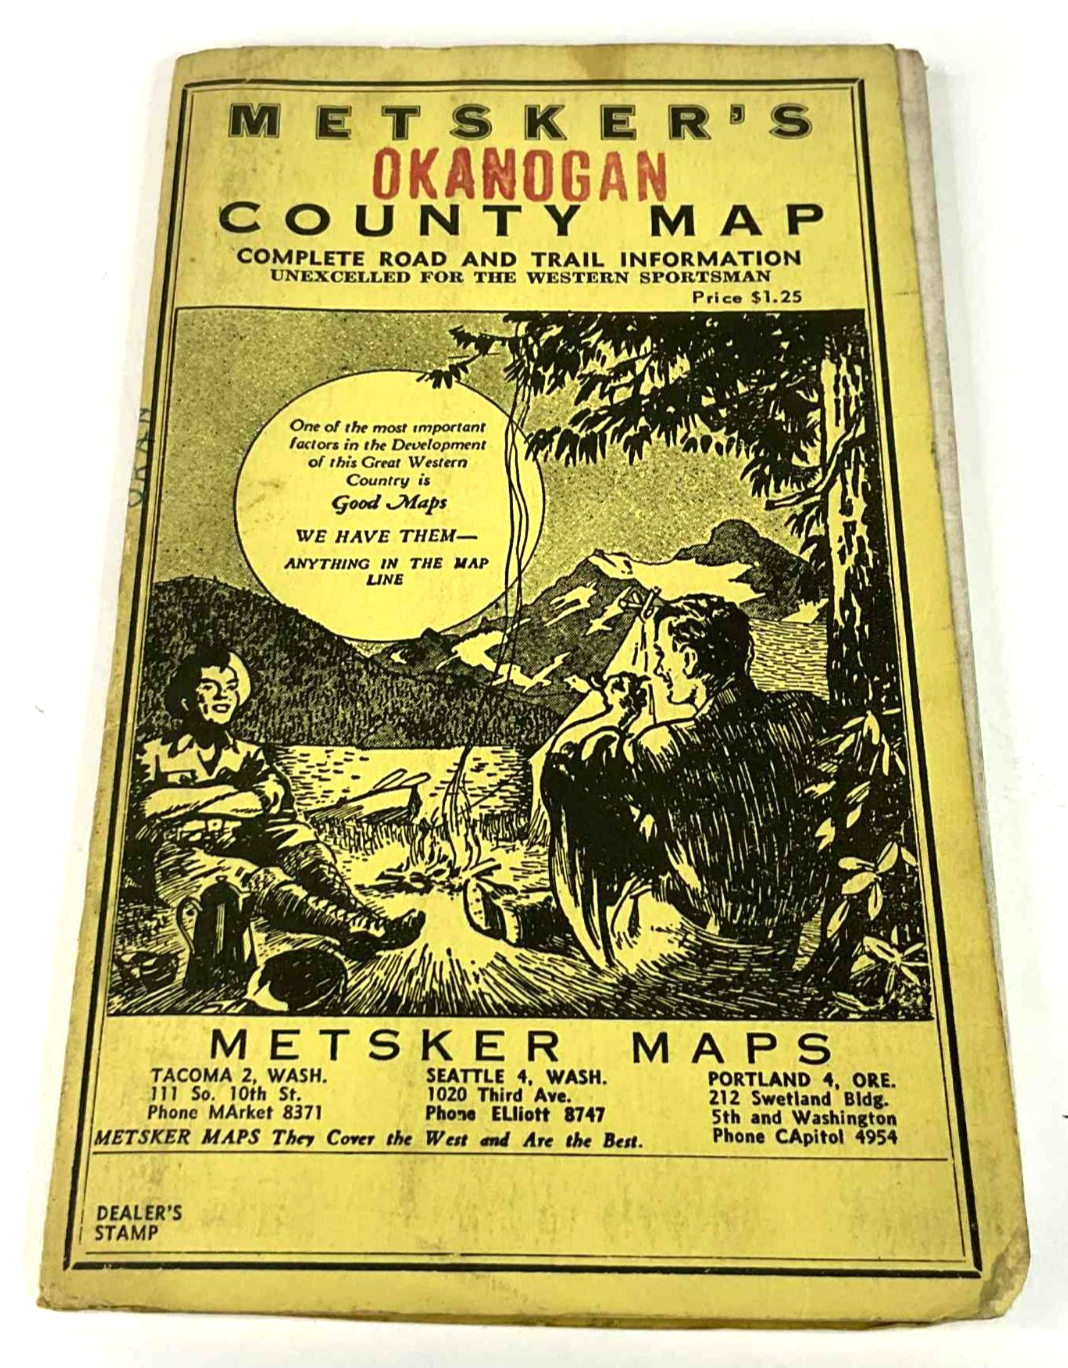 METSKER'S
OKANOGAN
COUNTY MAP
COMPLETE ROAD AND TRAIL INFORMATION
UNEXCELLED FOR THE WESTERN SPORTSMAN
Price $1.25
One of the most important
factors in the Development
of this Great Western
Country is
Good Maps
WE HAVE THEM—
ANYTHING IN THE MAP
LINE
METSKER MAPS
TACOMA 2, WASH.
111 So. 10th St.
Phone MArket 8371
SEATTLE 4, WASH.
1020 Third Ave.
Phone ELliott 8747
PORTLAND 4, ORE.
212 Swetland Bldg.
5th and Washington
Phone CApitol 4954
METSKER MAPS They Cover the West and Are the Best.
DEALER'S
STAMP